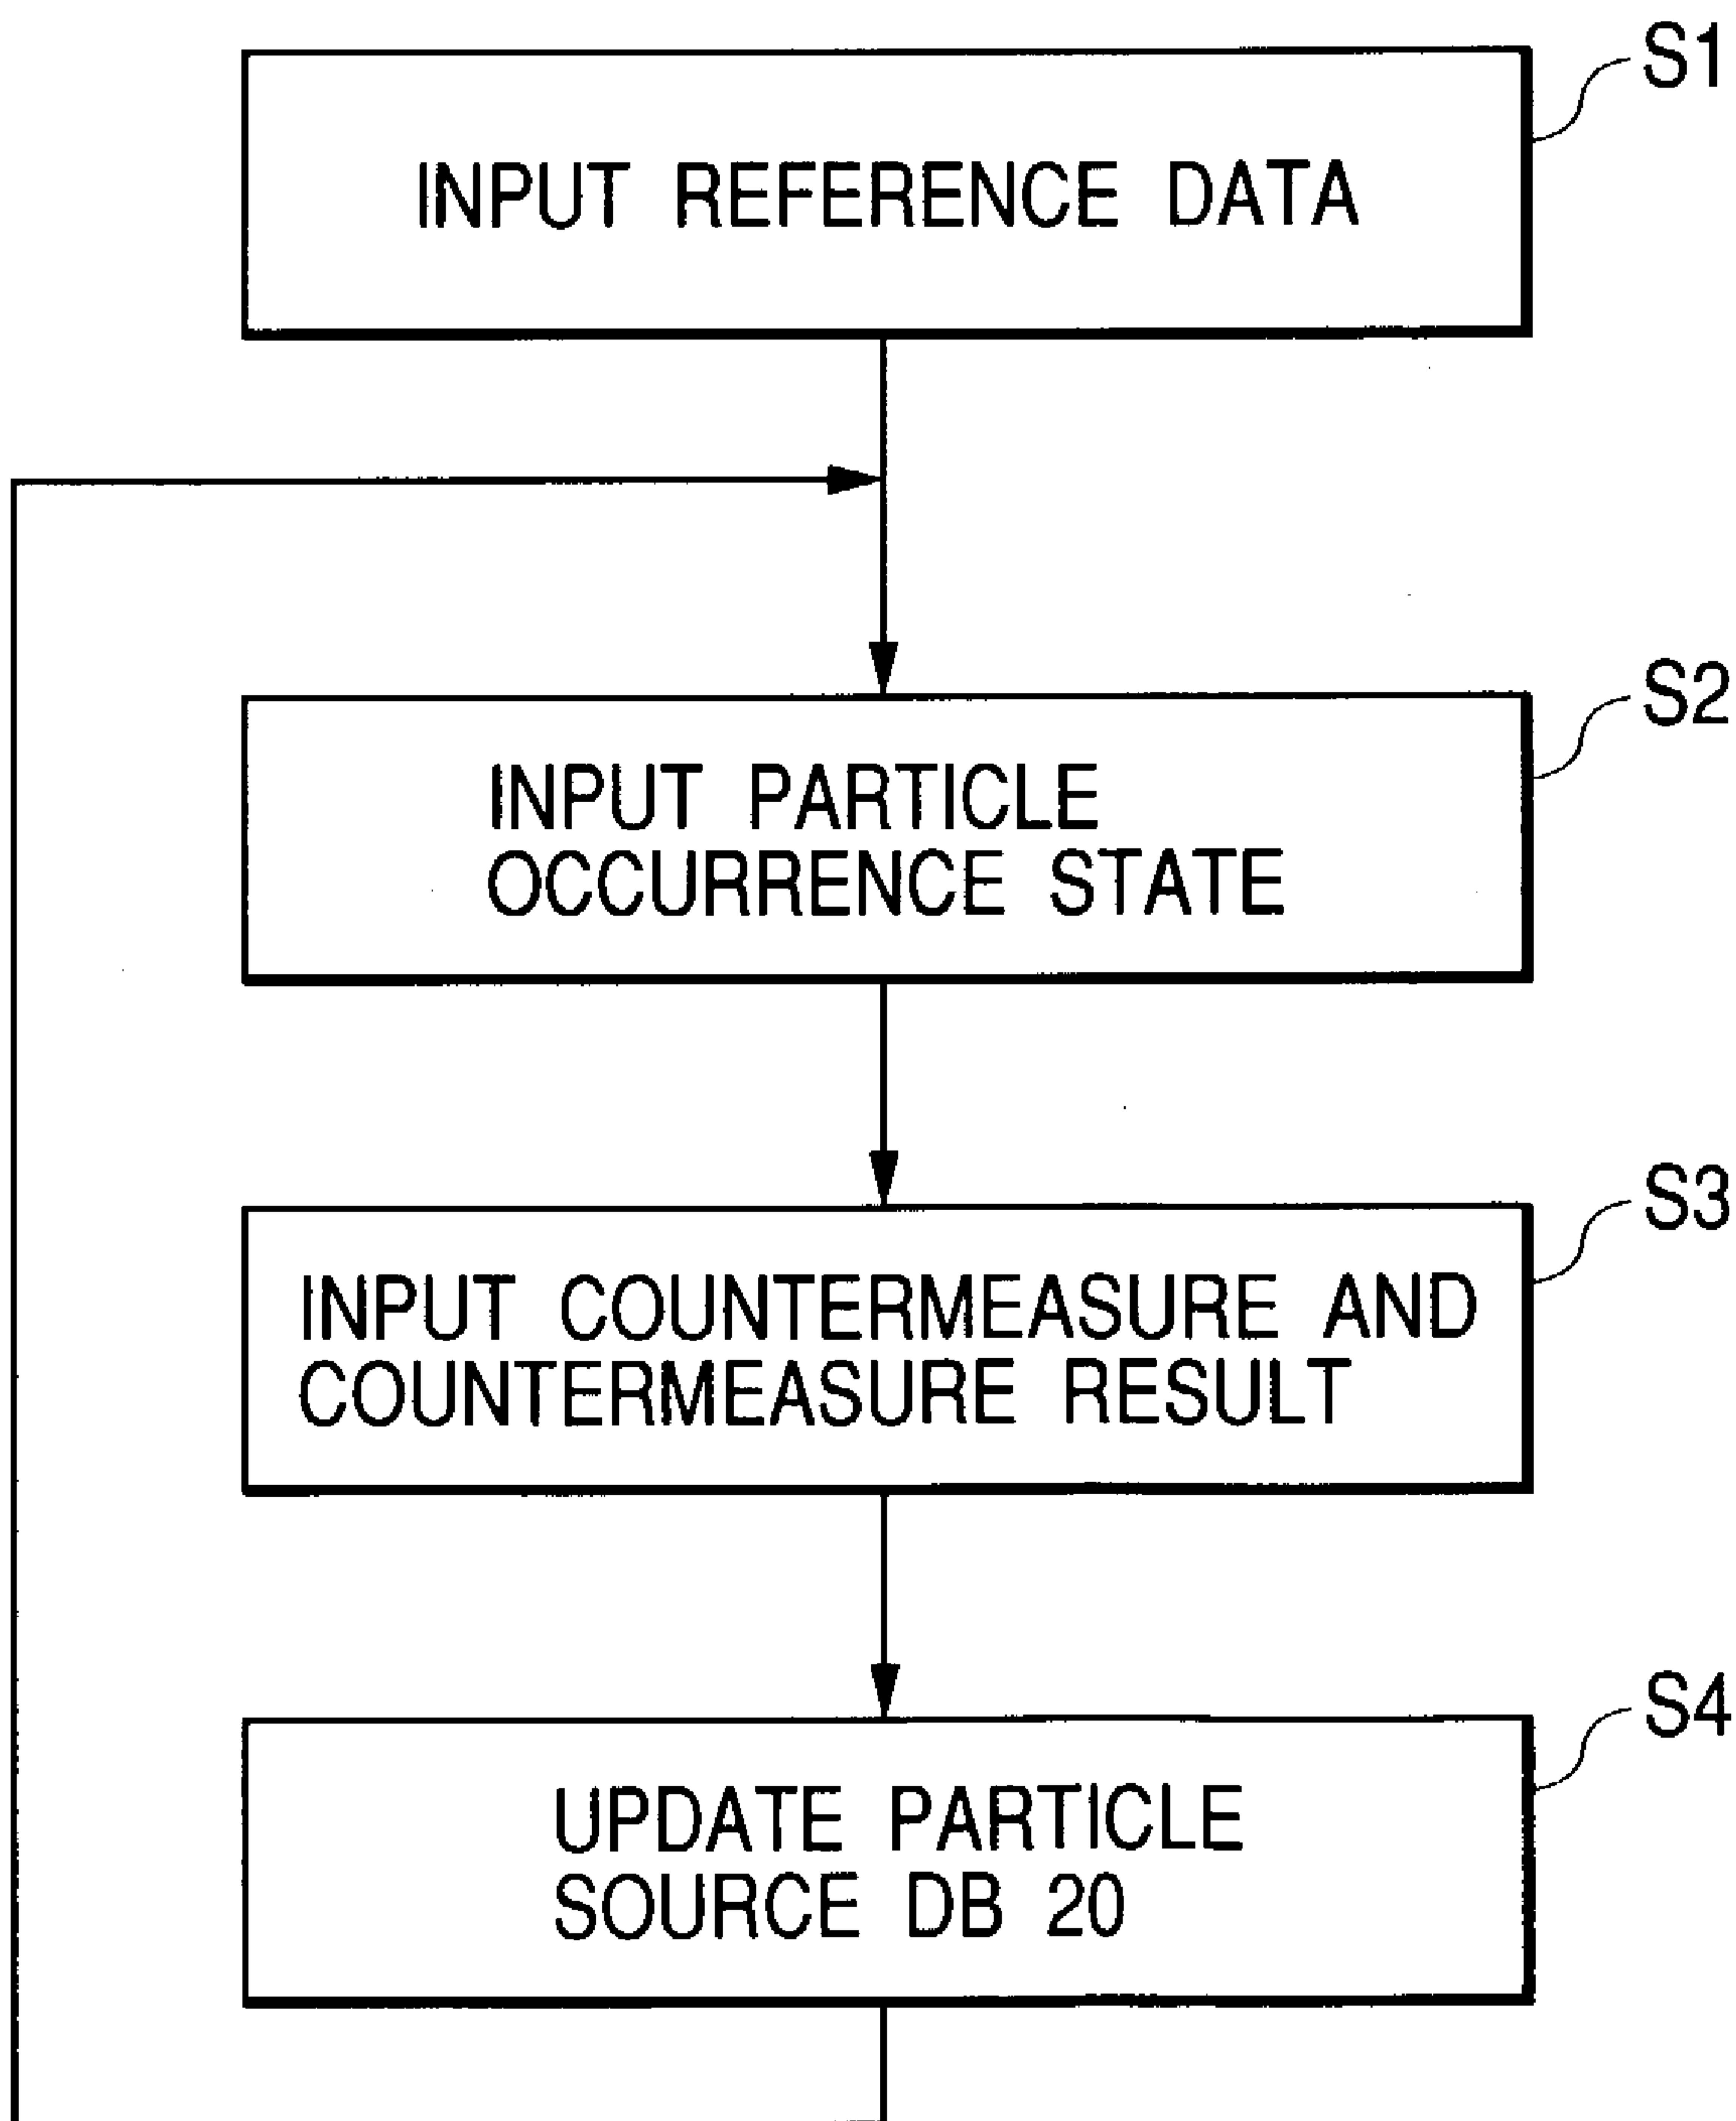 S1
INPUT REFERENCE DATA
S2
INPUT PARTICLE
OCCURRENCE STATE
S3
INPUT COUNTERMEASURE AND
COUNTERMEASURE RESULT
S4
UPDATE PARTICLE
SOURCE DB 20